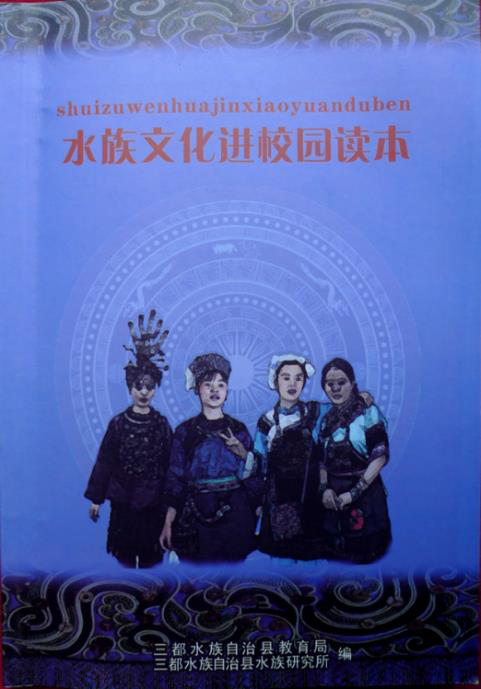 shuizuwenhuajinxiaoyuanduben
水族文化进校园读本
三都水族自治县教育局
三都水族自治县水族研究所 编